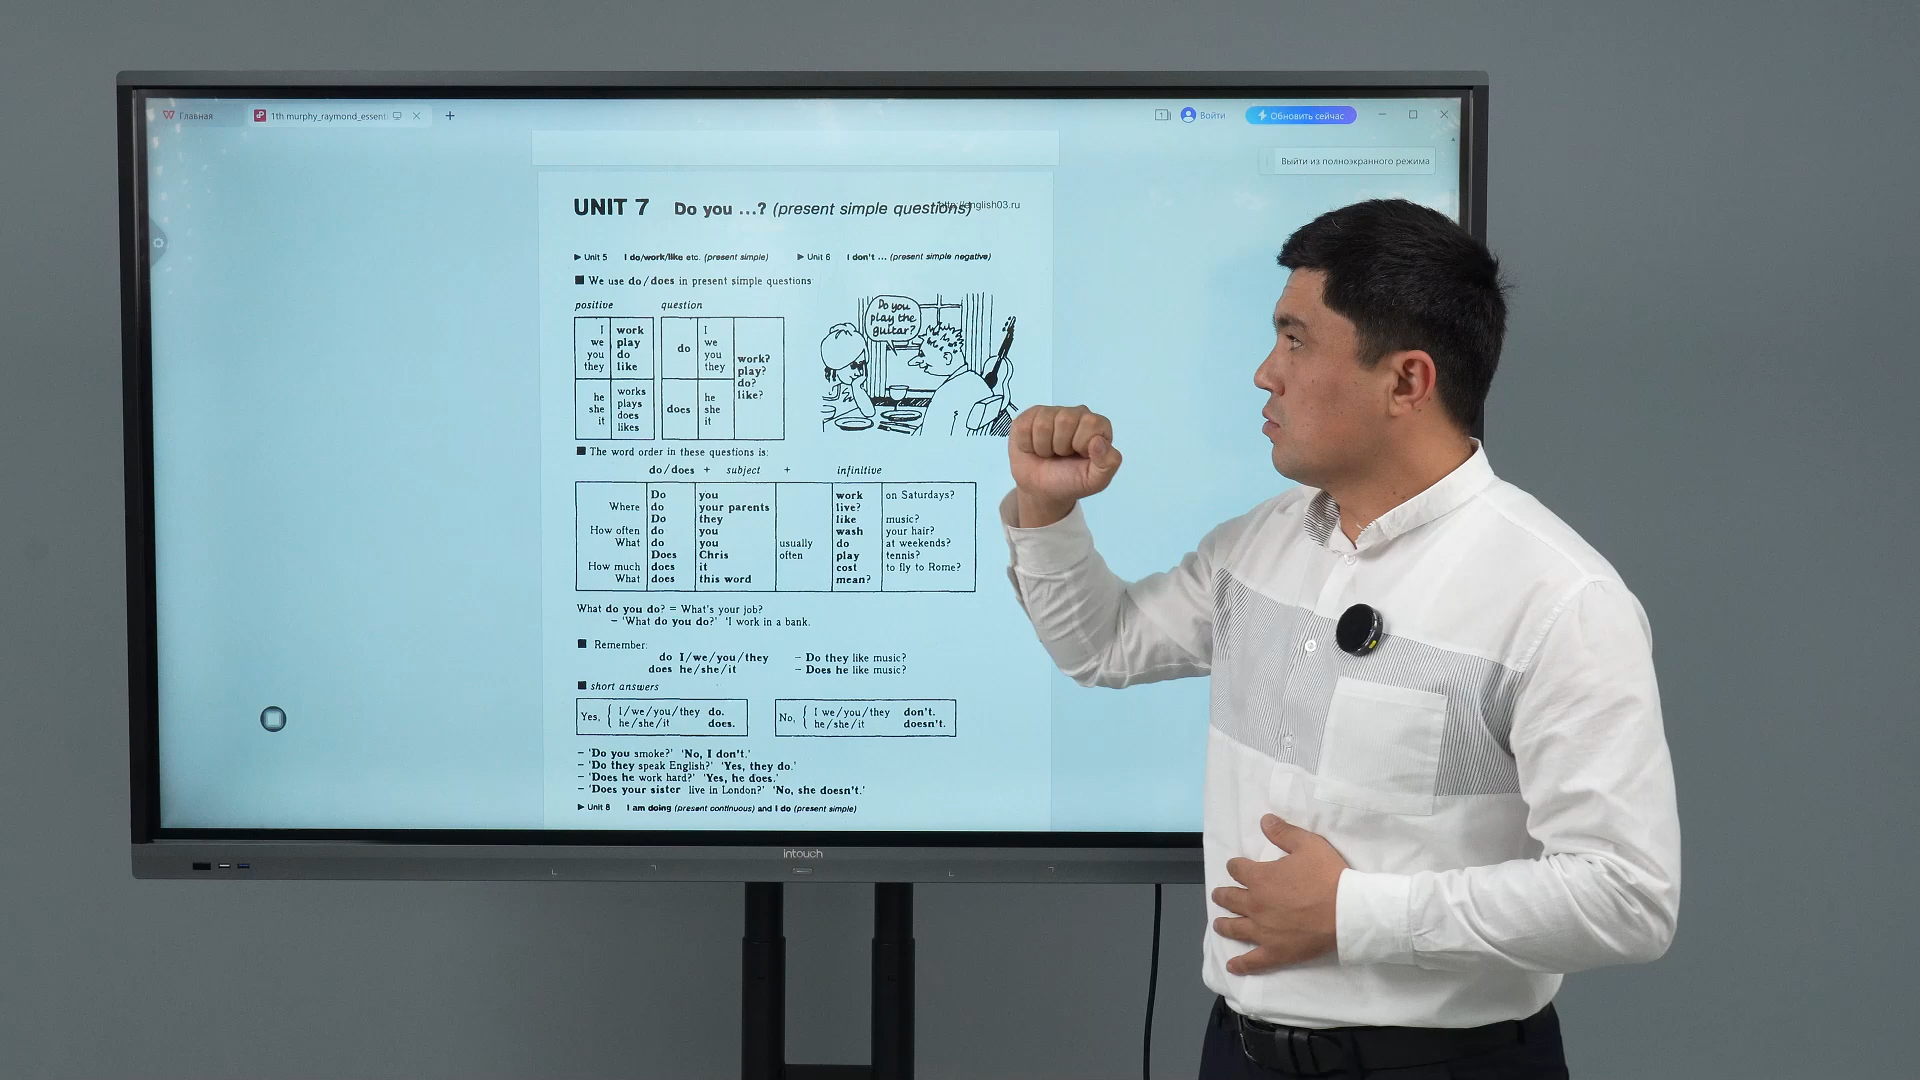 Главная
1th murphy_raymond_essenti
1
Войти
Обновить сейчас
Выйти из полноэкранного режима
UNIT 7 Do you ...? (present simple questions)
http://english03.ru
▶ Unit 5 I do/work/like etc. (present simple) ▶ Unit 6 I don't ... (present simple negative)
■ We use do/does in present simple questions:
positive question
I work
we play
you do
they like
he works
she plays
it does
likes
do I
we
you
they
does he
she
it
work?
play?
do?
like?
Do you
play the
guitar?
■ The word order in these questions is:
do/does + subject + infinitive
Do you work on Saturdays?
Where do your parents live?
Do they like music?
How often do you wash your hair?
What do you usually do at weekends?
Does Chris often play tennis?
How much does it cost to fly to Rome?
What does this word mean?
What do you do? = What's your job?
– 'What do you do?' 'I work in a bank.
■ Remember:
do I/we/you/they – Do they like music?
does he/she/it – Does he like music?
■ short answers
Yes, { I/we/you/they do.
he/she/it does.
No, { I we/you/they don't.
he/she/it doesn't.
– 'Do you smoke?' 'No, I don't.'
– 'Do they speak English?' 'Yes, they do.'
– 'Does he work hard?' 'Yes, he does.'
– 'Does your sister live in London?' 'No, she doesn't.'
▶ Unit 8 I am doing (present continuous) and I do (present simple)
intouch